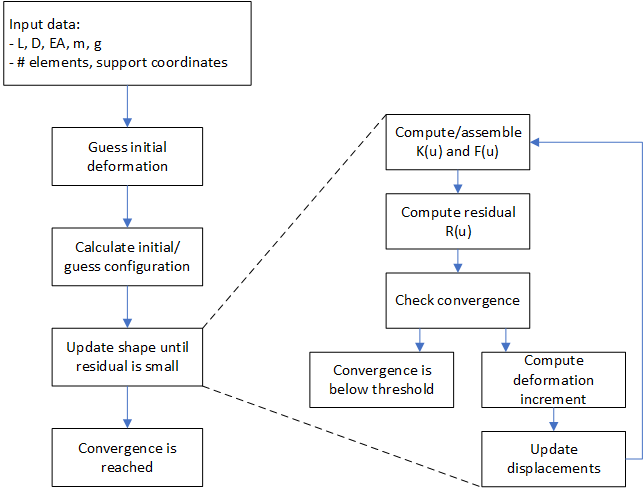 Input data:
- L, D, EA, m, g
- # elements, support coordinates
Guess initial
deformation
Calculate initial/
guess configuration
Update shape until
residual is small
Convergence is
reached
Compute/assemble
K(u) and F(u)
Compute residual
R(u)
Check convergence
Convergence is
below threshold
Compute
deformation
increment
Update
displacements